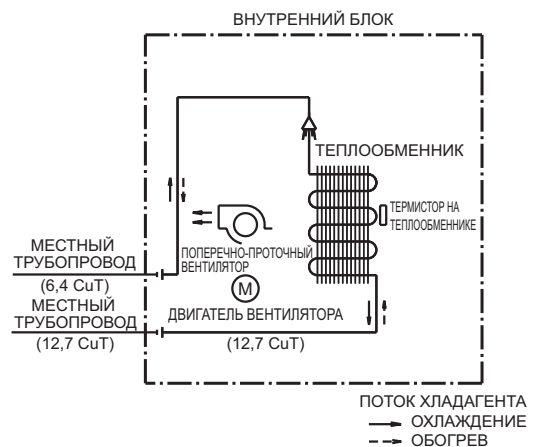 ВНУТРЕННИЙ БЛОК
ТЕПЛООБМЕННИК
ТЕРМИСТОР НА
ТЕПЛООБМЕННИКЕ
ПОПЕРЕЧНО-ПРОТОЧНЫЙ
ВЕНТИЛЯТОР
M
ДВИГАТЕЛЬ ВЕНТИЛЯТОРА
МЕСТНЫЙ
ТРУБОПРОВОД
(6,4 CuT)
МЕСТНЫЙ
ТРУБОПРОВОД
(12,7 CuT)
(12,7 CuT)
ПОТОК ХЛАДАГЕНТА
ОХЛАЖДЕНИЕ
ОБОГРЕВ